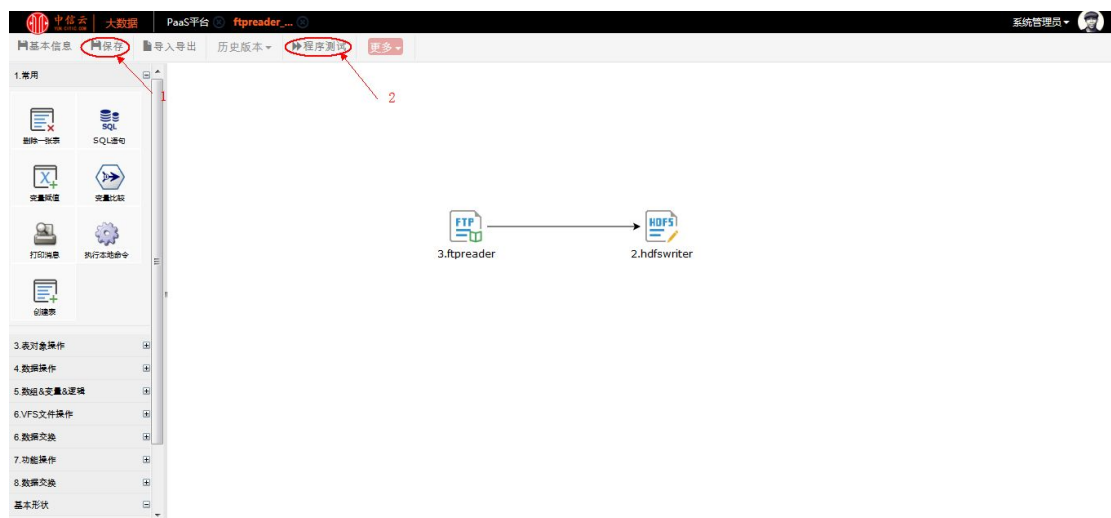 中信云 大数据 PaaS平台 ftpreader_... 系统管理员
基本信息 保存 导入导出 历史版本 程序测试 更多
1.常用
1
2
SQL
删除一张表 SQL语句
变量赋值 变量比较
打印消息 执行本地命令
创建表
FTP HDFS
3.ftpreader 2.hdfswriter
3.表对象操作
4.数据操作
5.数组&变量&逻辑
6.VFS文件操作
6.数据交换
7.功能操作
8.数据交换
基本形状